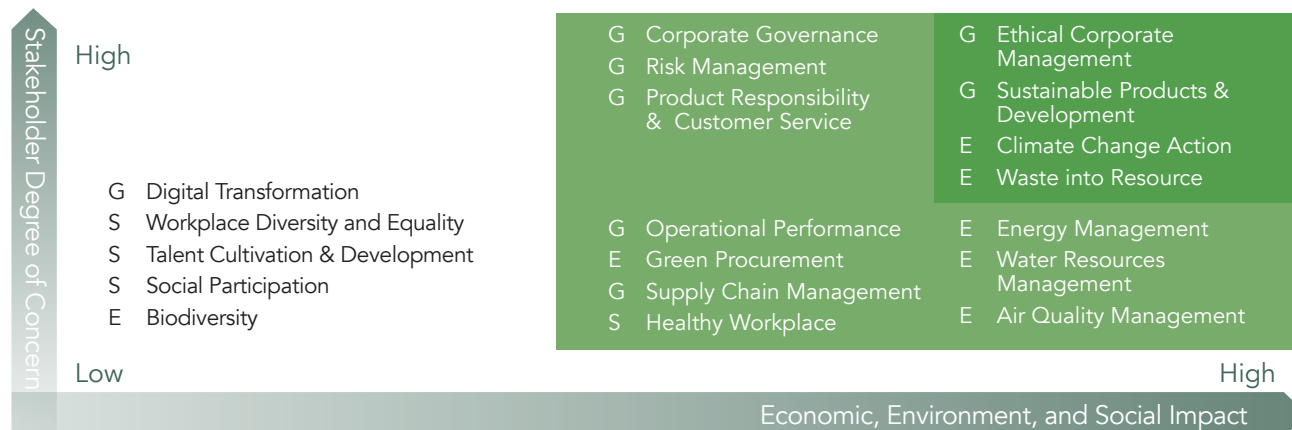 Stakeholder Degree of Concern
High
G Corporate Governance
G Risk Management
G Product Responsibility
& Customer Service
G Ethical Corporate
Management
G Sustainable Products &
Development
E Climate Change Action
E Waste into Resource
G Digital Transformation
S Workplace Diversity and Equality
S Talent Cultivation & Development
S Social Participation
E Biodiversity
G Operational Performance
E Green Procurement
G Supply Chain Management
S Healthy Workplace
E Energy Management
E Water Resources
Management
E Air Quality Management
Low
High
Economic, Environment, and Social Impact